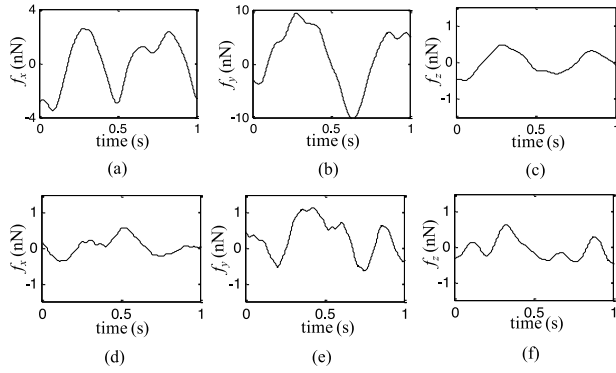 4
0
-4
f_x (nN)
0
0.5
1
time (s)
(a)
10
0
-10
f_y (nN)
0
0.5
1
time (s)
(b)
1
0
-1
f_z (nN)
0
0.5
1
time (s)
(c)
1
0
-1
f_x (nN)
0
0.5
1
time (s)
(d)
1
0
-1
f_y (nN)
0
0.5
1
time (s)
(e)
1
0
-1
f_z (nN)
0
0.5
1
time (s)
(f)